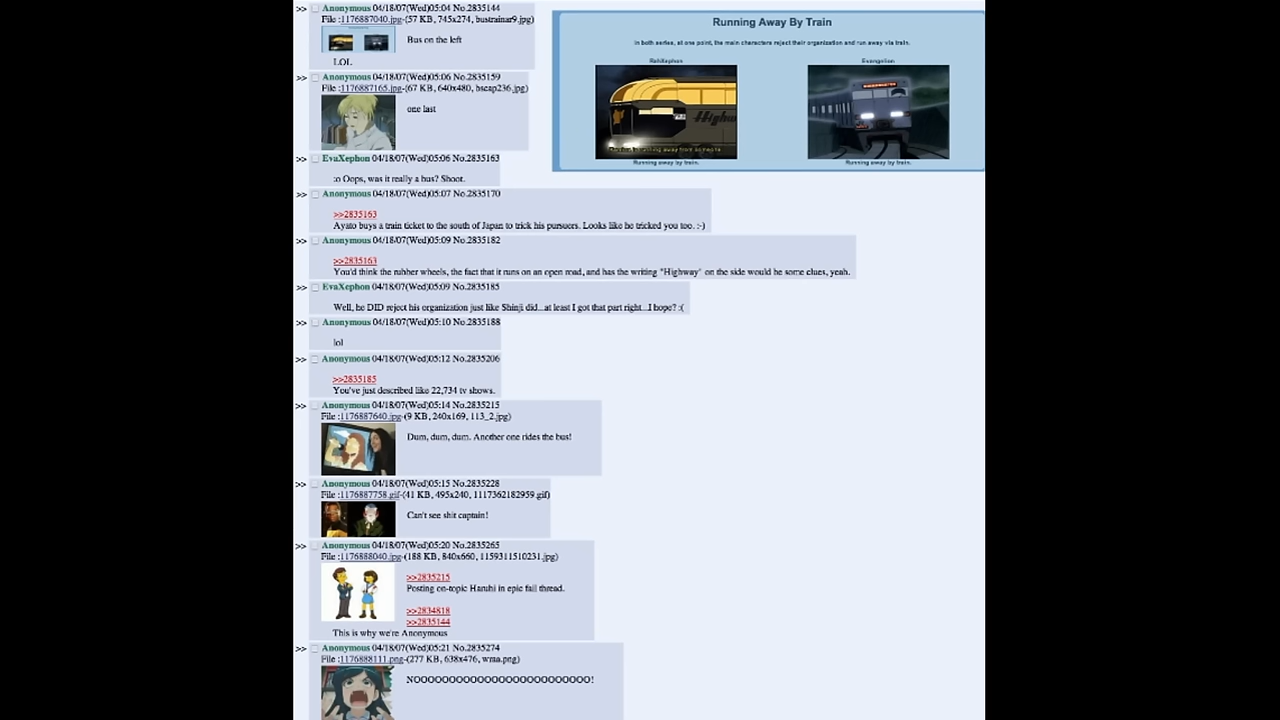 >> Anonymous 04/18/07(Wed)05:04 No.2835144
File :1176887040.jpg-(57 KB, 745x274, bustrainar9.jpg)
Bus on the left
LOL
Running Away By Train
in both series, at one point, the main characters reject their organization and run away via train.
RahXephon
Evangelion
Highw
Running away by train.
Running away by train.
>> Anonymous 04/18/07(Wed)05:06 No.2835159
File :1176887165.jpg-(67 KB, 640x480, bscap236.jpg)
one last
>> EvaXephon 04/18/07(Wed)05:06 No.2835163
:o Oops, was it really a bus? Shoot.
>> Anonymous 04/18/07(Wed)05:07 No.2835170
>>2835163
Ayato buys a train ticket to the south of Japan to trick his pursuers. Looks like he tricked you too. :-)
>> Anonymous 04/18/07(Wed)05:09 No.2835182
>>2835163
You'd think the rubber wheels, the fact that it runs on an open road, and has the writing "Highway" on the side would be some clues, yeah.
>> EvaXephon 04/18/07(Wed)05:09 No.2835185
Well, he DID reject his organization just like Shinji did...at least I got that part right...I hope? :(
>> Anonymous 04/18/07(Wed)05:10 No.2835188
lol
>> Anonymous 04/18/07(Wed)05:12 No.2835206
>>2835185
You've just described like 22,734 tv shows.
>> Anonymous 04/18/07(Wed)05:14 No.2835215
File :1176887640.jpg-(9 KB, 240x169, 113_2.jpg)
Dum, dum, dum. Another one rides the bus!
>> Anonymous 04/18/07(Wed)05:15 No.2835228
File :1176887758.gif-(41 KB, 495x240, 1117362182959.gif)
Can't see shit captain!
>> Anonymous 04/18/07(Wed)05:20 No.2835265
File :1176888040.jpg-(188 KB, 840x660, 1159311510231.jpg)
>>2835215
Posting on-topic Haruhi in epic fail thread.
>>2834818
>>2835144
This is why we're Anonymous
>> Anonymous 04/18/07(Wed)05:21 No.2835274
File :1176888111.png-(277 KB, 638x476, wraa.png)
NOOOOOOOOOOOOOOOOOOOOOOOOO!